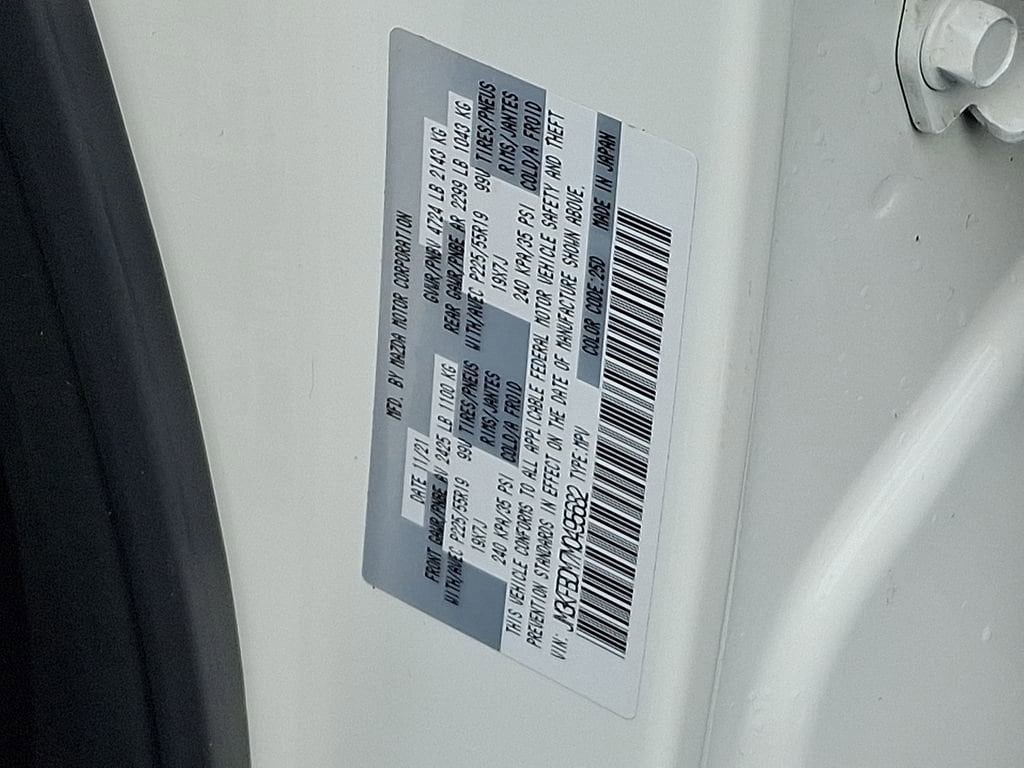 MFD. BY MAZDA MOTOR CORPORATION
DATE 11/21 GVWR/PNBV 4724 LB 2143 KG
FRONT GAWR/PNBE AV 2425 LB 1100 KG REAR GAWR/PNBE AR 2299 LB 1043 KG
WITH/AVEC P225/55R19 99V TIRES/PNEUS WITH/AVEC P225/55R19 99V TIRES/PNEUS
19X7J RIMS/JANTES 19X7J RIMS/JANTES
240 KPA/35 PSI COLD/A FROID 240 KPA/35 PSI COLD/A FROID
THIS VEHICLE CONFORMS TO ALL APPLICABLE FEDERAL MOTOR VEHICLE SAFETY AND THEFT
PREVENTION STANDARDS IN EFFECT ON THE DATE OF MANUFACTURE SHOWN ABOVE.
VIN: JM3KFBDM7N0495682 TYPE:MPV COLOR CODE:25D MADE IN JAPAN